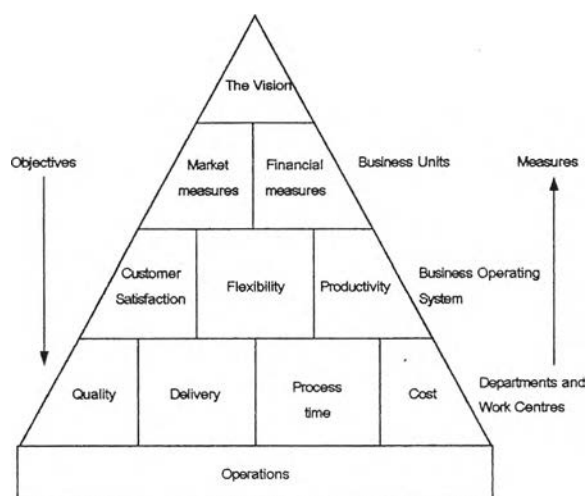 The Vision
Objectives
Market
measures
Financial
measures
Business Units
Measures
Customer
Satisfaction
Flexibility
Productivity
Business Operating
System
Quality
Delivery
Process
time
Cost
Departments and
Work Centres
Operations